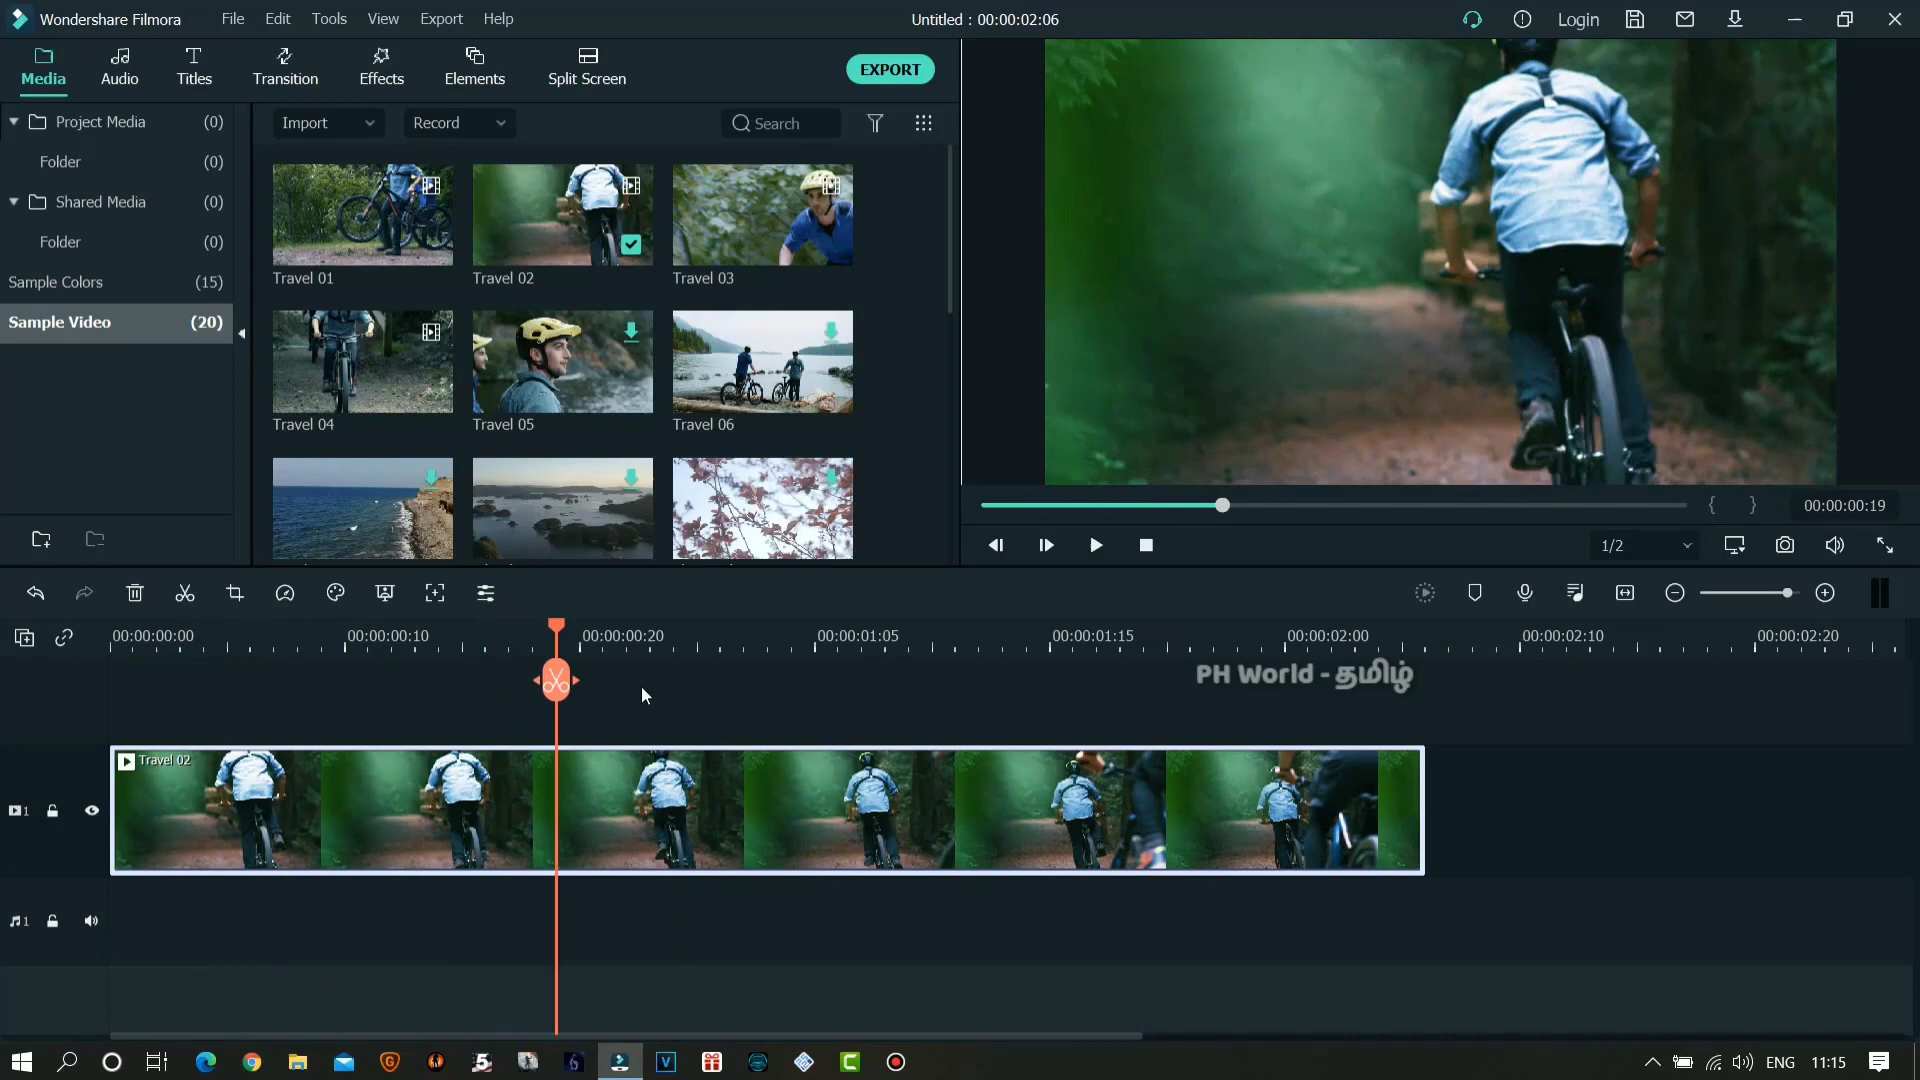 Wondershare Filmora File Edit Tools View Export Help Untitled : 00:00:02:06 Login
Media Audio Titles Transition Effects Elements Split Screen EXPORT
Project Media (0)
Folder (0)
Shared Media (0)
Folder (0)
Sample Colors (15)
Sample Video (20)
Import Record Search
Travel 01 Travel 02 Travel 03
Travel 04 Travel 05 Travel 06
00:00:00:19
1/2
00:00:00:00 00:00:00:10 00:00:00:20 00:00:01:05 00:00:01:15 00:00:02:00 00:00:02:10 00:00:02:20
PH World - தமிழ்
Travel 02
1
1
ENG 11:15